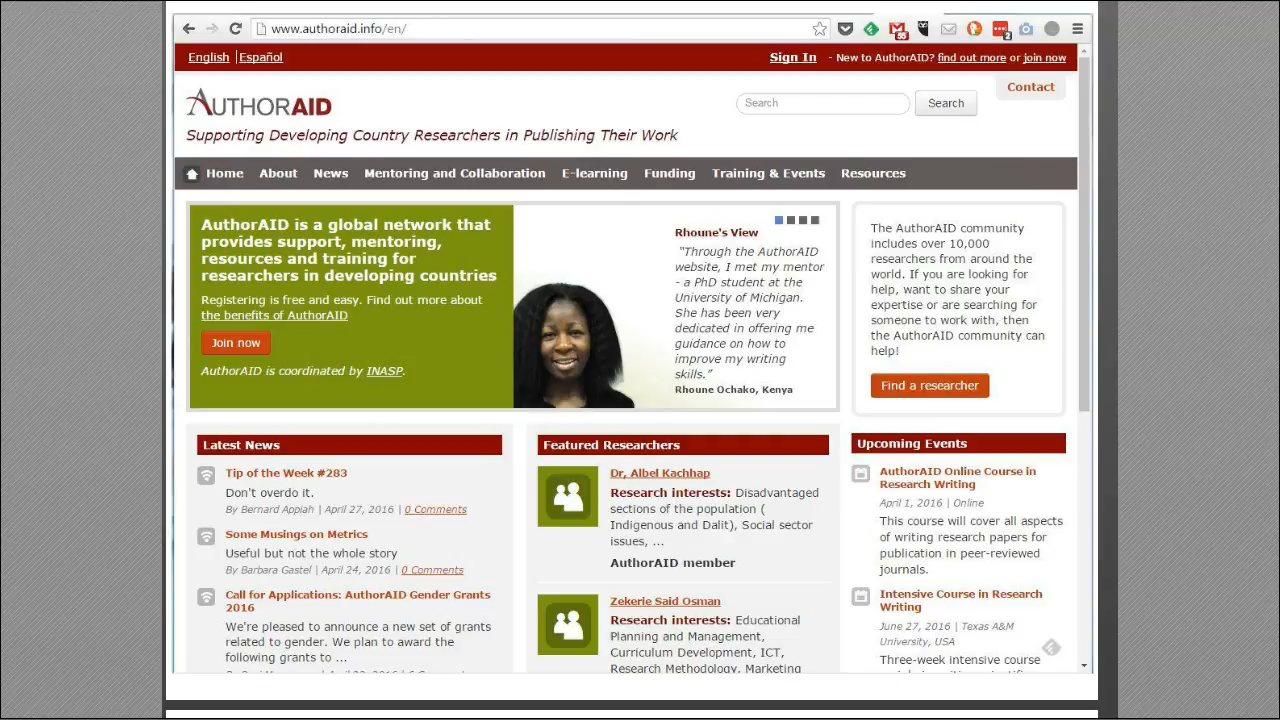 www.authoraid.info/en/
55
2
English | Español
Sign In - New to AuthorAID? find out more or join now
Contact
AUTHORAID
Search
Search
Supporting Developing Country Researchers in Publishing Their Work
Home About News Mentoring and Collaboration E-learning Funding Training & Events Resources
AuthorAID is a global network that
provides support, mentoring,
resources and training for
researchers in developing countries
Registering is free and easy. Find out more about
the benefits of AuthorAID
Join now
AuthorAID is coordinated by INASP.
Rhoune's View
“Through the AuthorAID
website, I met my mentor
- a PhD student at the
University of Michigan.
She has been very
dedicated in offering me
guidance on how to
improve my writing
skills.”
Rhoune Ochako, Kenya
The AuthorAID community
includes over 10,000
researchers from around the
world. If you are looking for
help, want to share your
expertise or are searching for
someone to work with, then
the AuthorAID community can
help!
Find a researcher
Latest News
Tip of the Week #283
Don't overdo it.
By Bernard Appiah | April 27, 2016 | 0 Comments
Some Musings on Metrics
Useful but not the whole story
By Barbara Gastel | April 24, 2016 | 0 Comments
Call for Applications: AuthorAID Gender Grants
2016
We're pleased to announce a new set of grants
related to gender. We plan to award the
following grants to ...
Featured Researchers
Dr, Albel Kachhap
Research interests: Disadvantaged
sections of the population (
Indigenous and Dalit), Social sector
issues, ...
AuthorAID member
Zekerie Said Osman
Research interests: Educational
Planning and Management,
Curriculum Development, ICT,
Research Methodology, Marketing
Upcoming Events
AuthorAID Online Course in
Research Writing
April 1, 2016 | Online
This course will cover all aspects
of writing research papers for
publication in peer-reviewed
journals.
Intensive Course in Research
Writing
June 27, 2016 | Texas A&M
University, USA
Three-week intensive course